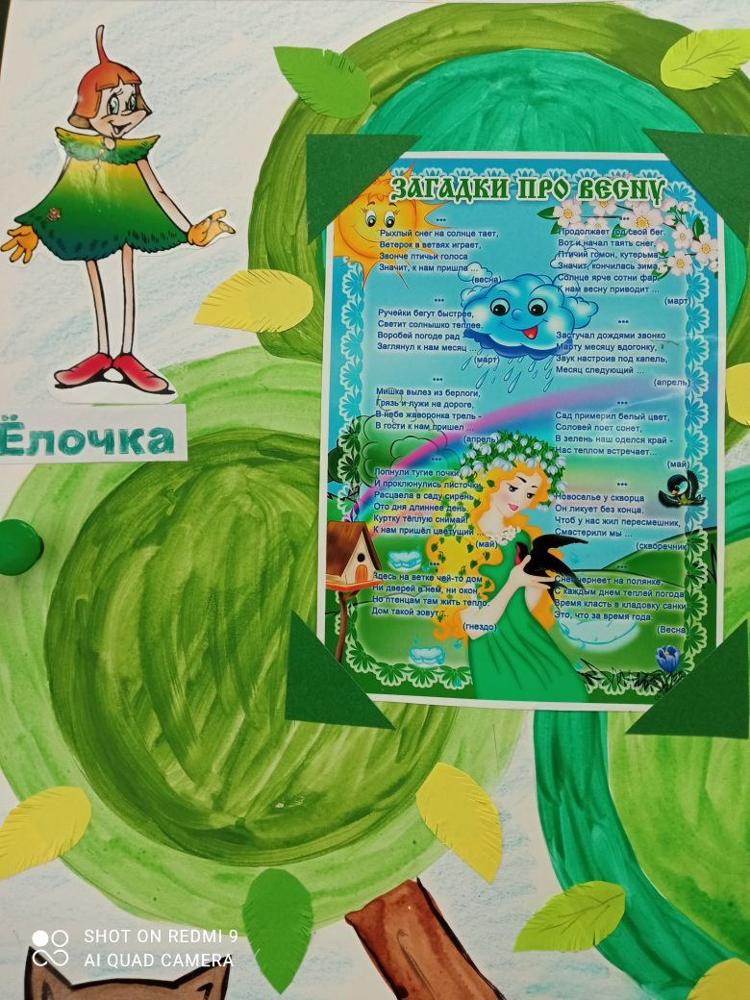 ЗАГАДКИ ПРО ВЕСНУ
***
Рыхлый снег на солнце тает,
Ветерок в ветвях играет,
Звонче птичьи голоса
Значит, к нам пришла ...
(весна)
***
Ручейки бегут быстрее,
Светит солнышко теплее.
Воробей погоде рад
Заглянул к нам месяц ...
(март)
***
Мишка вылез из берлоги,
Грязь и лужи на дороге,
В небе жаворонка трель -
В гости к нам пришел ...
(апрель)
***
Лопнули тугие почки,
И проклюнулись листочки.
Расцвела в саду сирень,
Ото дня длиннее день.
Куртку тёплую снимай!
К нам пришёл цветущий ...
(май)
***
Здесь на ветке чей-то дом
Ни дверей в нем, ни окон,
Но птенцам там жить тепло.
Дом такой зовут ...
(гнездо)
***
Продолжает год свой бег.
Вот и начал таять снег,
Птичий гомон, кутерьма.
Значит, кончилась зима,
Солнце ярче сотни фар-
К нам весну приводит ...
(март)
***
Застучал дождями звонко
Марту месяцу вдогонку,
Звук настроив под капель,
Месяц следующий ...
(апрель)
***
Сад примерил белый цвет,
Соловей поет сонет,
В зелень наш оделся край -
Нас теплом встречает...
(май)
***
Новоселье у скворца
Он ликует без конца.
Чтоб у нас жил пересмешник,
Смастерили мы ...
(скворечник)
***
Снег чернеет на полянке,
С каждым днем теплей погода.
Время класть в кладовку санки.
Это, что за время года
(Весна)
Ёлочка
SHOT ON REDMI 9
AI QUAD CAMERA